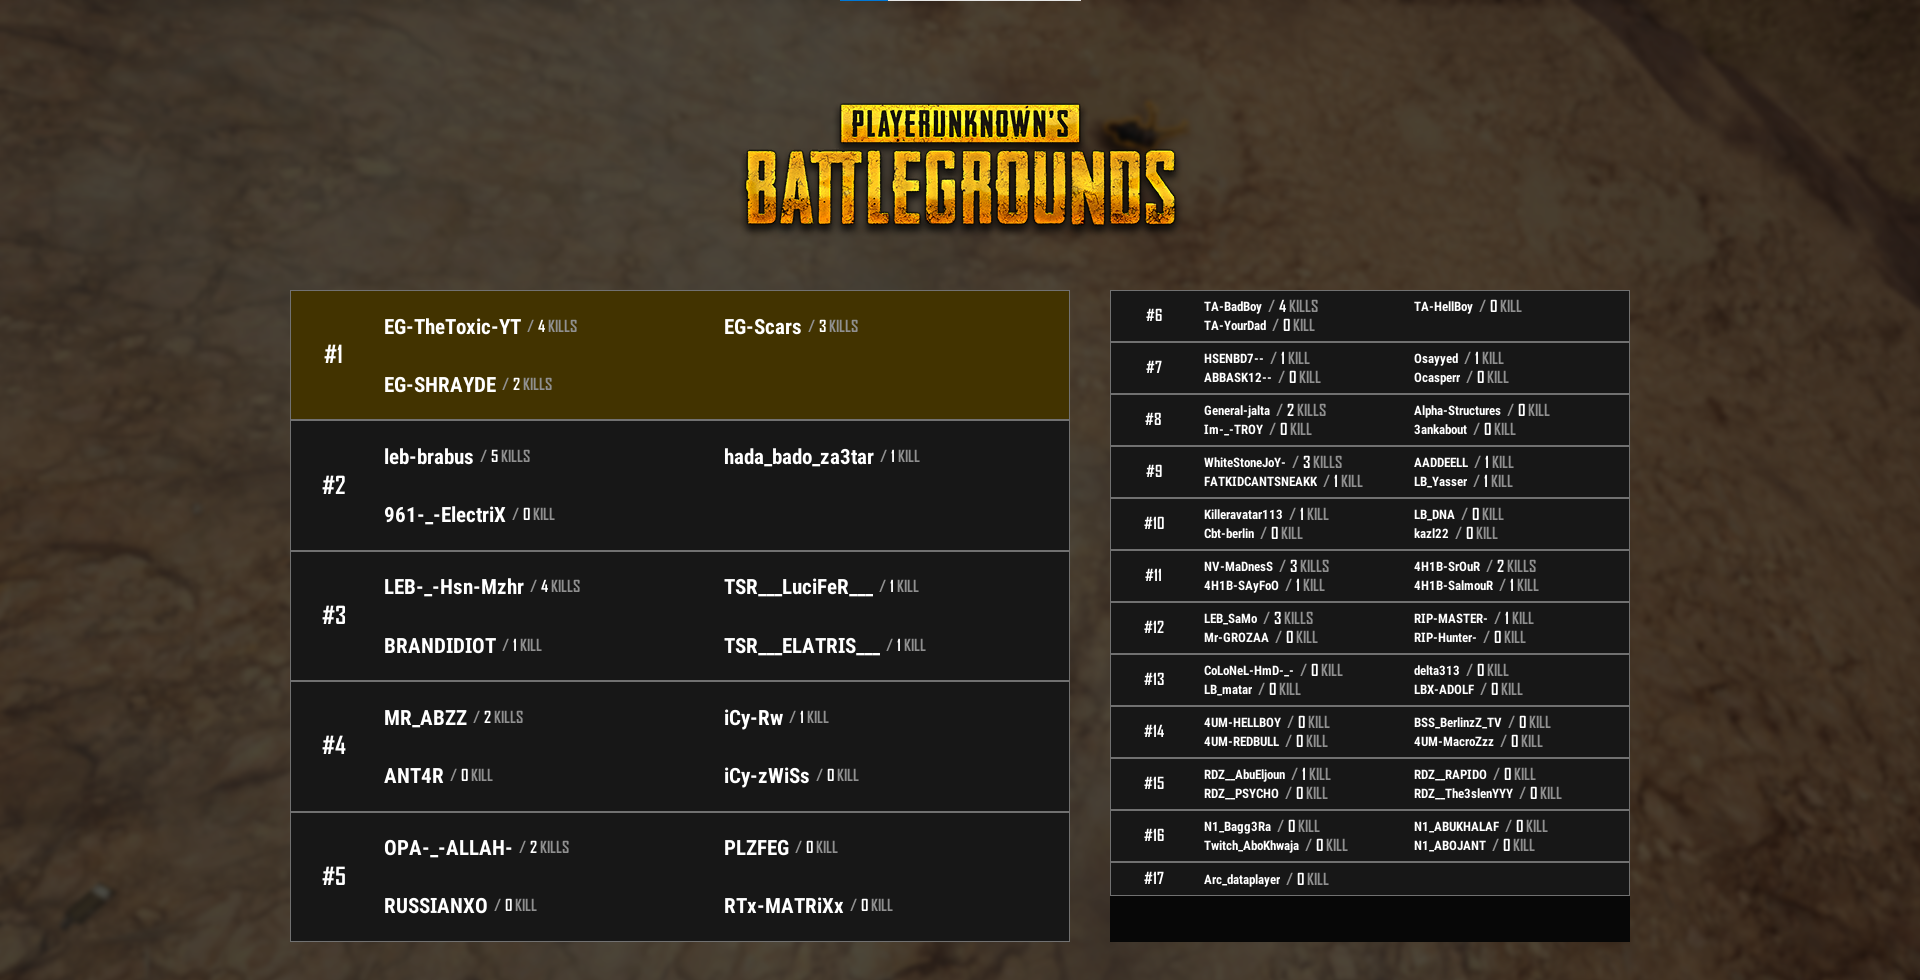 PLAYERUNKNOWN'S
BATTLEGROUNDS
#1
EG-TheToxic-YT / 4 KILLS
EG-Scars / 3 KILLS
EG-SHRAYDE / 2 KILLS
#2
leb-brabus / 5 KILLS
hada_bado_za3tar / 1 KILL
961-_-ElectriX / 0 KILL
#3
LEB-_-Hsn-Mzhr / 4 KILLS
TSR___LuciFeR___ / 1 KILL
BRANDIDIOT / 1 KILL
TSR___ELATRIS___ / 1 KILL
#4
MR_ABZZ / 2 KILLS
iCy-Rw / 1 KILL
ANT4R / 0 KILL
iCy-zWiSs / 0 KILL
#5
OPA-_-ALLAH- / 2 KILLS
PLZFEG / 0 KILL
RUSSIANXO / 0 KILL
RTx-MATRiXx / 0 KILL
#6
TA-BadBoy / 4 KILLS
TA-HellBoy / 0 KILL
TA-YourDad / 0 KILL
#7
HSENBD7-- / 1 KILL
Osayyed / 1 KILL
ABBASK12-- / 0 KILL
Ocasperr / 0 KILL
#8
General-jalta / 2 KILLS
Alpha-Structures / 0 KILL
Im-_-TROY / 0 KILL
3ankabout / 0 KILL
#9
WhiteStoneJoY- / 3 KILLS
AADDEELL / 1 KILL
FATKIDCANTSNEAKK / 1 KILL
LB_Yasser / 1 KILL
#10
Killeravatar113 / 1 KILL
LB_DNA / 0 KILL
Cbt-berlin / 0 KILL
kazl22 / 0 KILL
#11
NV-MaDnesS / 3 KILLS
4H1B-SrOuR / 2 KILLS
4H1B-SAyFoO / 1 KILL
4H1B-SalmouR / 1 KILL
#12
LEB_SaMo / 3 KILLS
RIP-MASTER- / 1 KILL
Mr-GROZAA / 0 KILL
RIP-Hunter- / 0 KILL
#13
CoLoNeL-HmD-_- / 0 KILL
delta313 / 0 KILL
LB_matar / 0 KILL
LBX-ADOLF / 0 KILL
#14
4UM-HELLBOY / 0 KILL
BSS_BerlinzZ_TV / 0 KILL
4UM-REDBULL / 0 KILL
4UM-MacroZzz / 0 KILL
#15
RDZ__AbuEljoun / 1 KILL
RDZ__RAPIDO / 0 KILL
RDZ__PSYCHO / 0 KILL
RDZ__The3slenYYY / 0 KILL
#16
N1_Bagg3Ra / 0 KILL
N1_ABUKHALAF / 0 KILL
Twitch_AboKhwaja / 0 KILL
N1_ABOJANT / 0 KILL
#17
Arc_dataplayer / 0 KILL